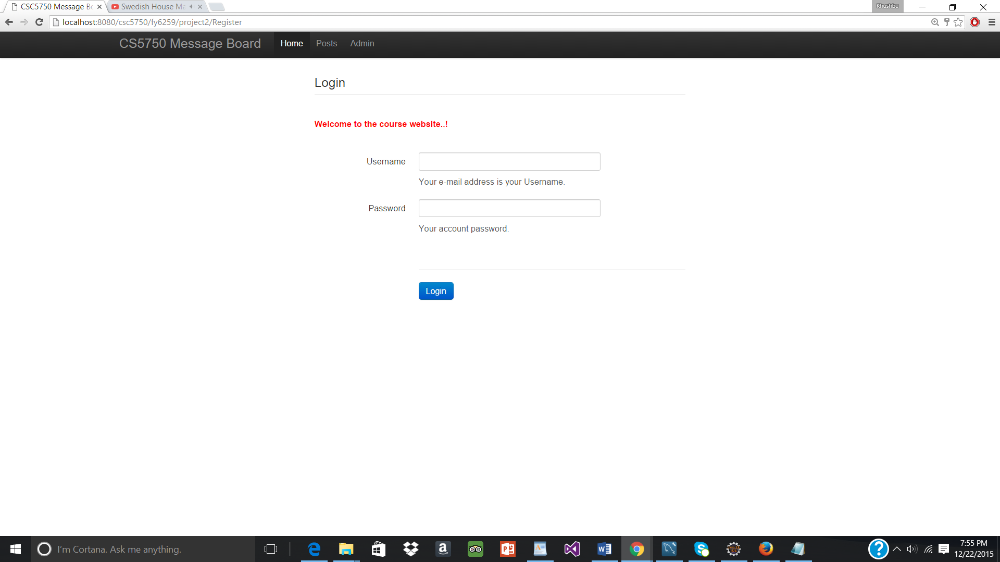 CSC5750 Message Bo
Swedish House Ma
Khushbu
localhost:8080/csc5750/fy6259/project2/Register
CS5750 Message Board
Home
Posts
Admin
Login
Welcome to the course website..!
Username
Your e-mail address is your Username.
Password
Your account password.
Login
I'm Cortana. Ask me anything.
7:55 PM
12/22/2015